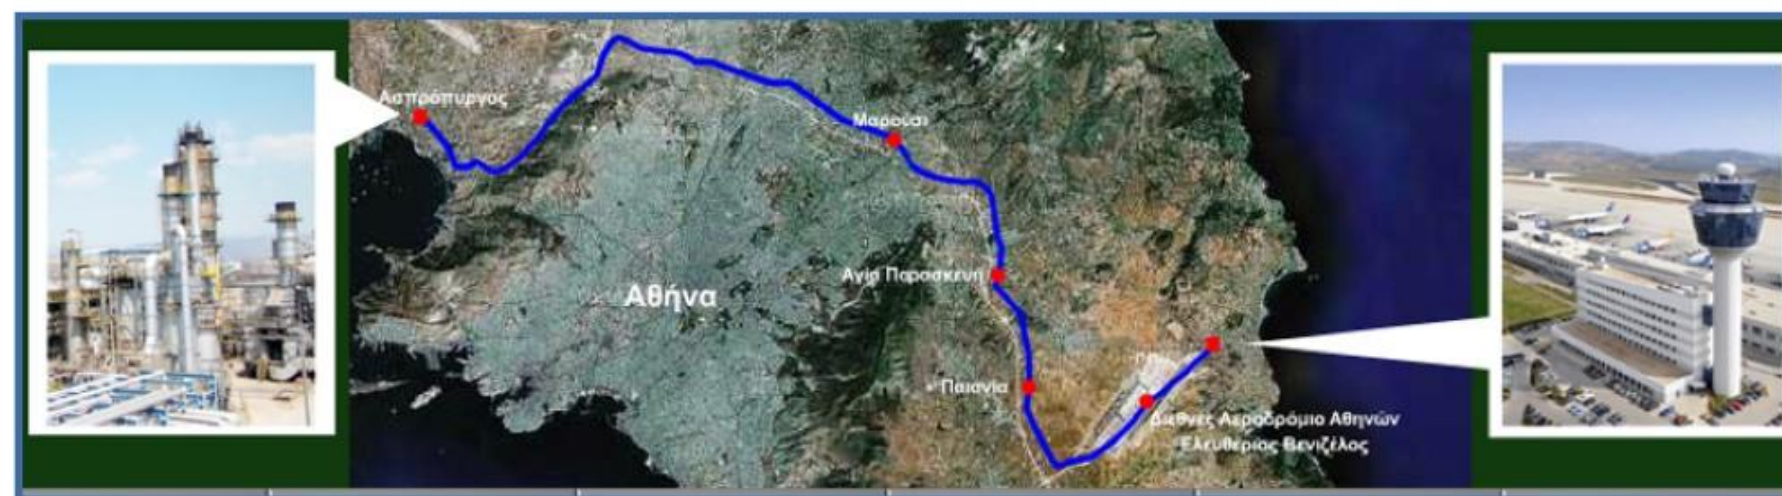 Ασπρόπυργος
Μαρούσι
Αγία Παρασκευή
Αθήνα
Παιανία
Διεθνές Αεροδρόμιο Αθηνών
Ελευθέριος Βενιζέλος